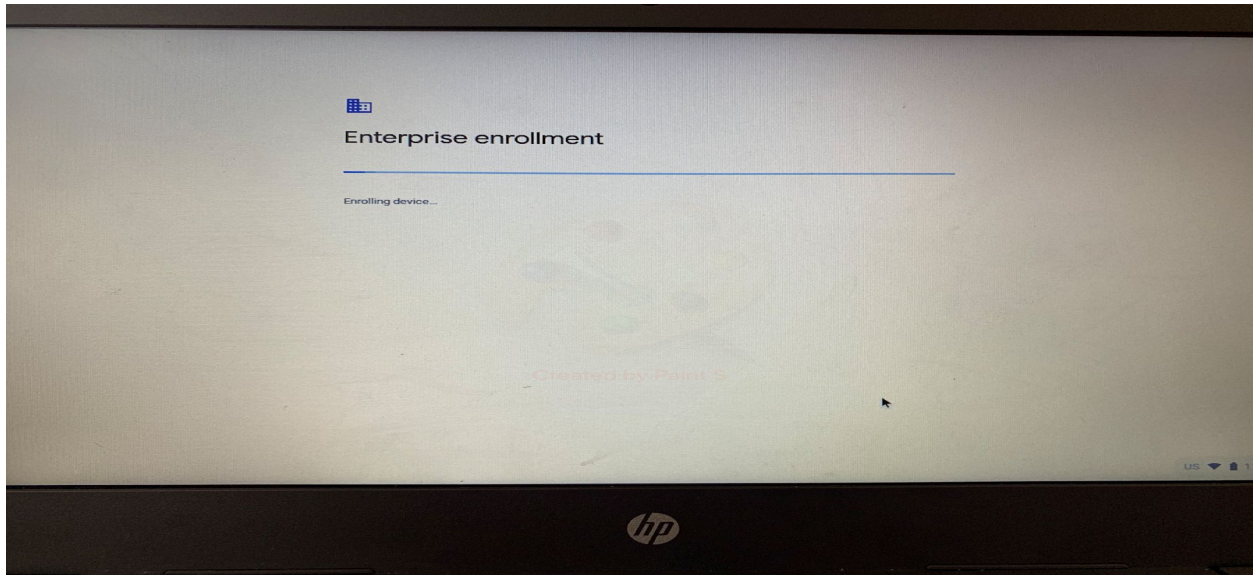 Enterprise enrollment
Enrolling device...
Created by Paint S
US
hp